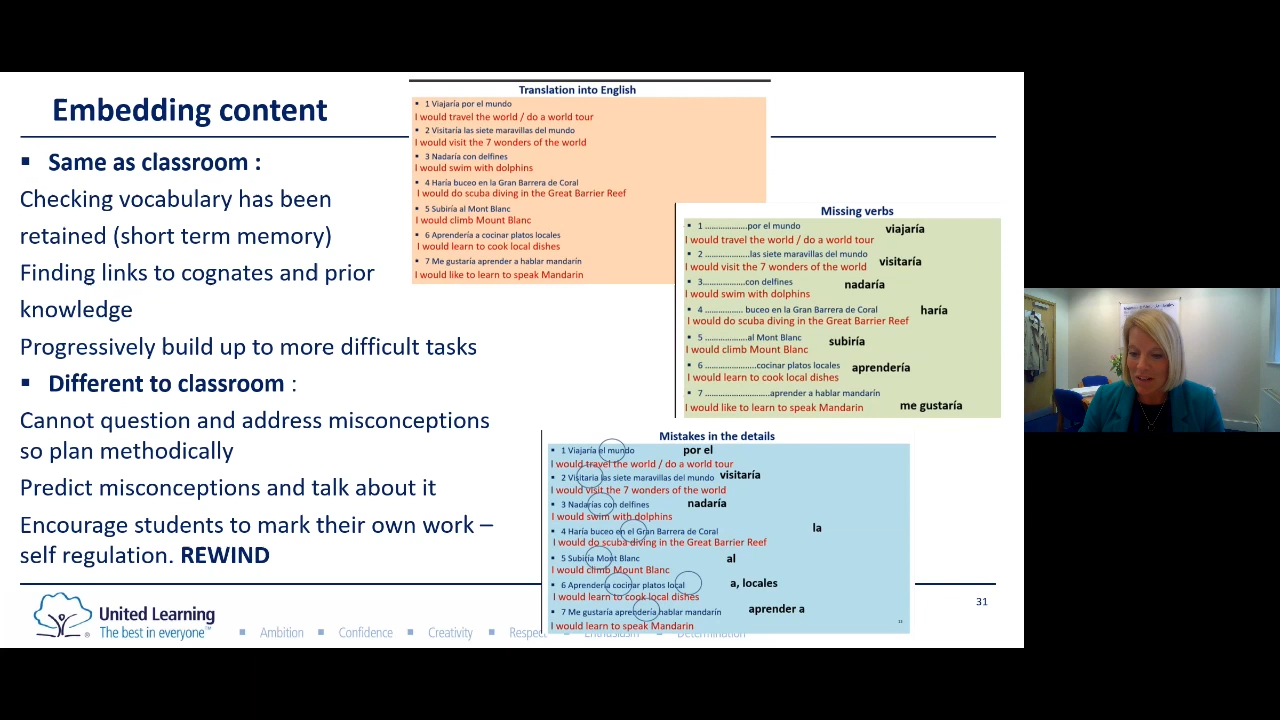 Embedding content
▪ Same as classroom :
Checking vocabulary has been
retained (short term memory)
Finding links to cognates and prior
knowledge
Progressively build up to more difficult tasks
▪ Different to classroom :
Cannot question and address misconceptions
so plan methodically
Predict misconceptions and talk about it
Encourage students to mark their own work –
self regulation. REWIND
Translation into English
▪ 1 Viajaría por el mundo
I would travel the world / do a world tour
▪ 2 Visitaría las siete maravillas del mundo
I would visit the 7 wonders of the world
▪ 3 Nadaría con delfines
I would swim with dolphins
▪ 4 Haría buceo en la Gran Barrera de Coral
I would do scuba diving in the Great Barrier Reef
▪ 5 Subiría al Mont Blanc
I would climb Mount Blanc
▪ 6 Aprendería a cocinar platos locales
I would learn to cook local dishes
▪ 7 Me gustaría aprender a hablar mandarín
I would like to learn to speak Mandarin
Missing verbs
▪ 1 ...................por el mundo viajaría
I would travel the world / do a world tour
▪ 2 ....................las siete maravillas del mundo visitaría
I would visit the 7 wonders of the world
▪ 3..................con delfines nadaría
I would swim with dolphins
▪ 4 ................. buceo en la Gran Barrera de Coral haría
I would do scuba diving in the Great Barrier Reef
▪ 5 ...................al Mont Blanc subiría
I would climb Mount Blanc
▪ 6 .......................cocinar platos locales aprendería
I would learn to cook local dishes
▪ 7 .............................aprender a hablar mandarín
I would like to learn to speak Mandarin me gustaría
Mistakes in the details
▪ 1 Viajaría el mundo por el
I would travel the world / do a world tour
▪ 2 Visitaria las siete maravillas del mundo visitaría
I would visit the 7 wonders of the world
▪ 3 Nadarías con delfines nadaría
I would swim with dolphins
▪ 4 Haría buceo en el Gran Barrera de Coral la
I would do scuba diving in the Great Barrier Reef
▪ 5 Subiría Mont Blanc al
I would climb Mount Blanc
▪ 6 Aprendería cocinar platos local a, locales
I would learn to cook local dishes
▪ 7 Me gustaría aprendería hablar mandarín aprender a
I would learn to speak Mandarin
31
United Learning
The best in everyone™
▪ Ambition ▪ Confidence ▪ Creativity ▪ Respect ▪ Enthusiasm ▪ Determination